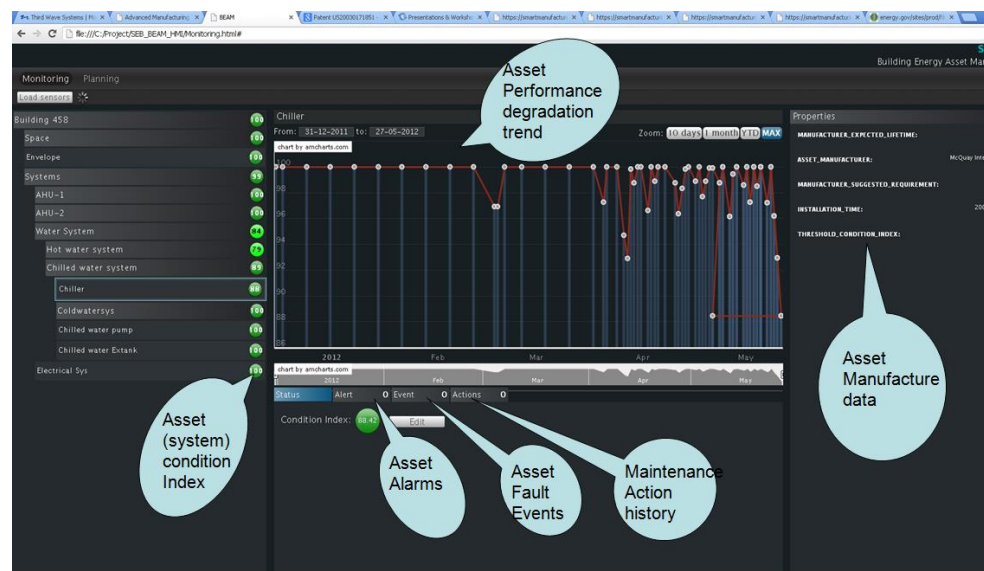 Third Wave Systems | Mo
Advanced Manufacturing
BEAM
Patent US20030171851 -
Presentations & Worksho
https://smartmanufactur
https://smartmanufactur
https://smartmanufactur
https://smartmanufactur
energy.gov/sites/prod/fi
file:///C:/Project/SEB_BEAM_HMI/Monitoring.html#
S
Building Energy Asset Man
Monitoring Planning
Load sensors
Building 458 100
Space 100
Envelope 100
Systems 93
AHU-1 100
AHU-2 100
Water System 84
Hot water system 79
Chilled water system 85
Chiller 88
Coldwatersys 100
Chilled water pump 100
Chilled water Extank 100
Electrical Sys 100
Chiller
From: 31-12-2011 to: 27-05-2012
Zoom: 10 days 1 month YTD MAX
chart by amcharts.com
100
98
96
94
92
90
88
86
2012 Feb Mar Apr May
chart by amcharts.com
2012 Feb Mar Apr May
Status Alert 0 Event 0 Actions 0
Condition Index: 88.42 Edit
Properties
MANUFACTURER_EXPECTED_LIFETIME:
ASSET_MANUFACTURER: McQuay Inte
MANUFACTURER_SUGGESTED_REQUIREMENT:
INSTALLATION_TIME: 200
THRESHOLD_CONDITION_INDEX:
Asset
Performance
degradation
trend
Asset
(system)
condition
Index
Asset
Alarms
Asset
Fault
Events
Maintenance
Action
history
Asset
Manufacture
data